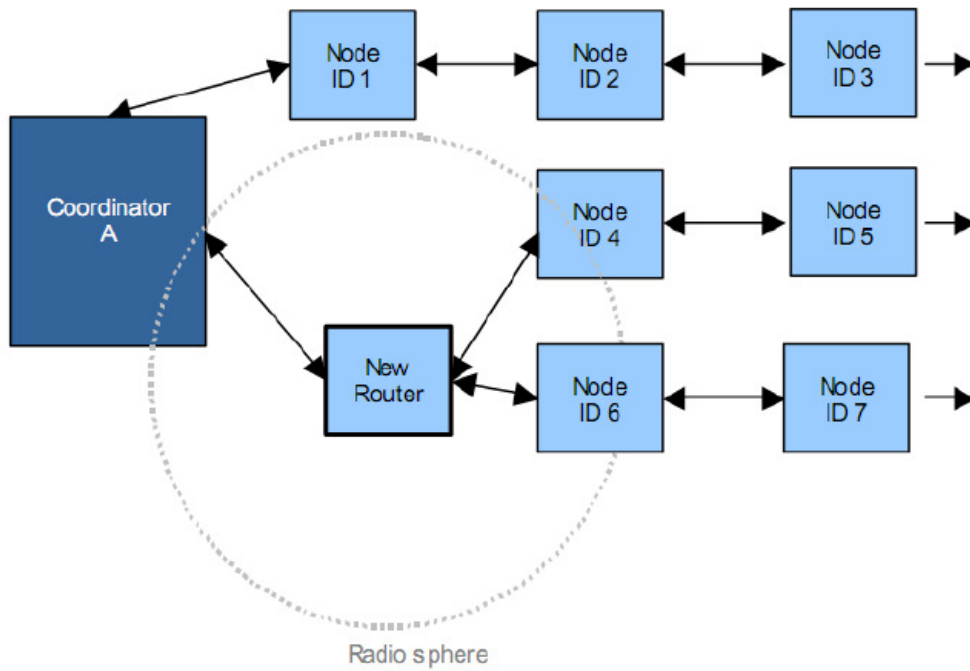 Node
ID 1
Node
ID 2
Node
ID 3
Coordinator
A
Node
ID 4
Node
ID 5
New
Router
Node
ID 6
Node
ID 7
Radio sphere